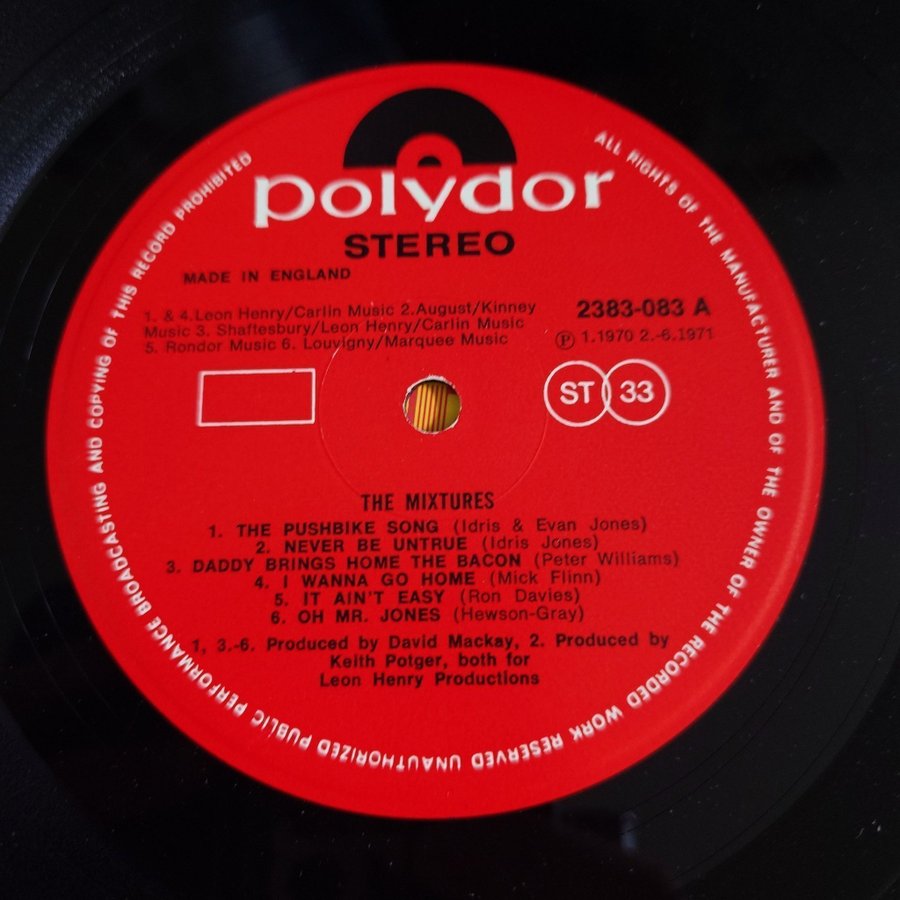 polydor
STEREO
MADE IN ENGLAND
1. & 4.Leon Henry/Carlin Music 2.August/Kinney
Music 3. Shaftesbury/Leon Henry/Carlin Music
5. Rondor Music 6. Louvigny/Marquee Music
2383-083 A
Ⓟ 1.1970 2.-6.1971
ST 33
THE MIXTURES
1. THE PUSHBIKE SONG (Idris & Evan Jones)
2. NEVER BE UNTRUE (Idris Jones)
3. DADDY BRINGS HOME THE BACON (Peter Williams)
4. I WANNA GO HOME (Mick Flinn)
5. IT AIN'T EASY (Ron Davies)
6. OH MR. JONES (Hewson-Gray)
1, 3.-6. Produced by David Mackay, 2. Produced by
Keith Potger, both for
Leon Henry Productions
ALL RIGHTS OF THE MANUFACTURER AND OF THE OWNER OF THE RECORDED WORK RESERVED UNAUTHORIZED PUBLIC PERFORMANCE BROADCASTING AND COPYING OF THIS RECORD PROHIBITED